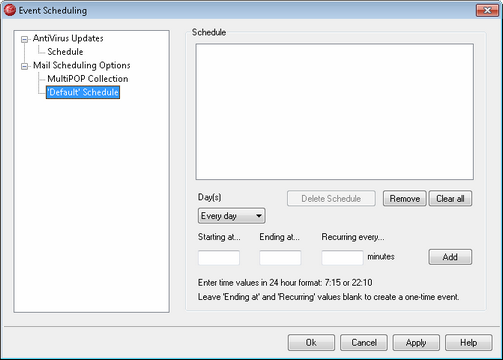 Event Scheduling
AntiVirus Updates
Schedule
Mail Scheduling Options
MultiPOP Collection
'Default' Schedule
Schedule
Day(s)
Delete Schedule
Remove
Clear all
Every day
Starting at...
Ending at...
Recurring every...
minutes
Add
Enter time values in 24 hour format: 7:15 or 22:10
Leave 'Ending at' and 'Recurring' values blank to create a one-time event.
Ok
Cancel
Apply
Help